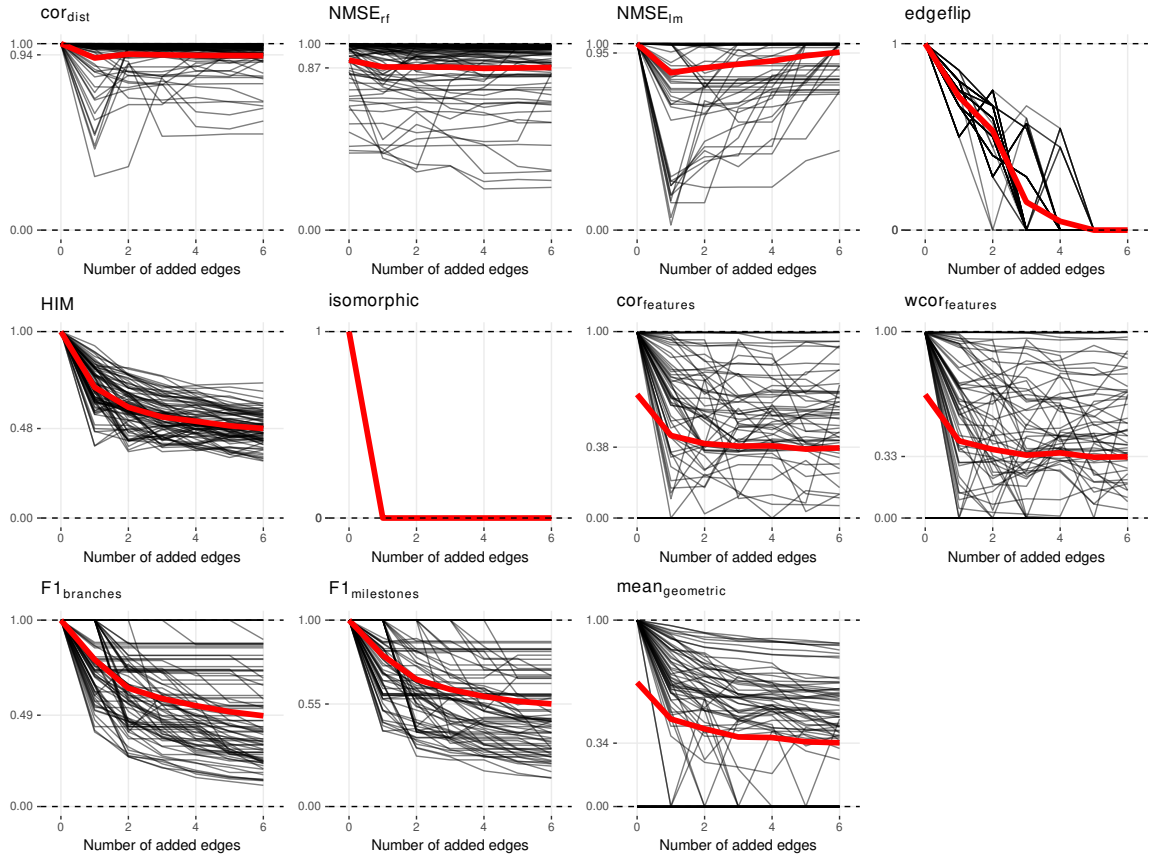 cor_dist
1.00
0.94
0.00
0 2 4 6
Number of added edges
NMSE_rf
1.00
0.87
0.00
0 2 4 6
Number of added edges
NMSE_lm
1.00
0.95
0.00
0 2 4 6
Number of added edges
edgeflip
1
0
0 2 4 6
Number of added edges
HIM
1.00
0.48
0.00
0 2 4 6
Number of added edges
isomorphic
1
0
0 2 4 6
Number of added edges
cor_features
1.00
0.38
0.00
0 2 4 6
Number of added edges
wcor_features
1.00
0.33
0.00
0 2 4 6
Number of added edges
F1_branches
1.00
0.49
0.00
0 2 4 6
Number of added edges
F1_milestones
1.00
0.55
0.00
0 2 4 6
Number of added edges
mean_geometric
1.00
0.34
0.00
0 2 4 6
Number of added edges